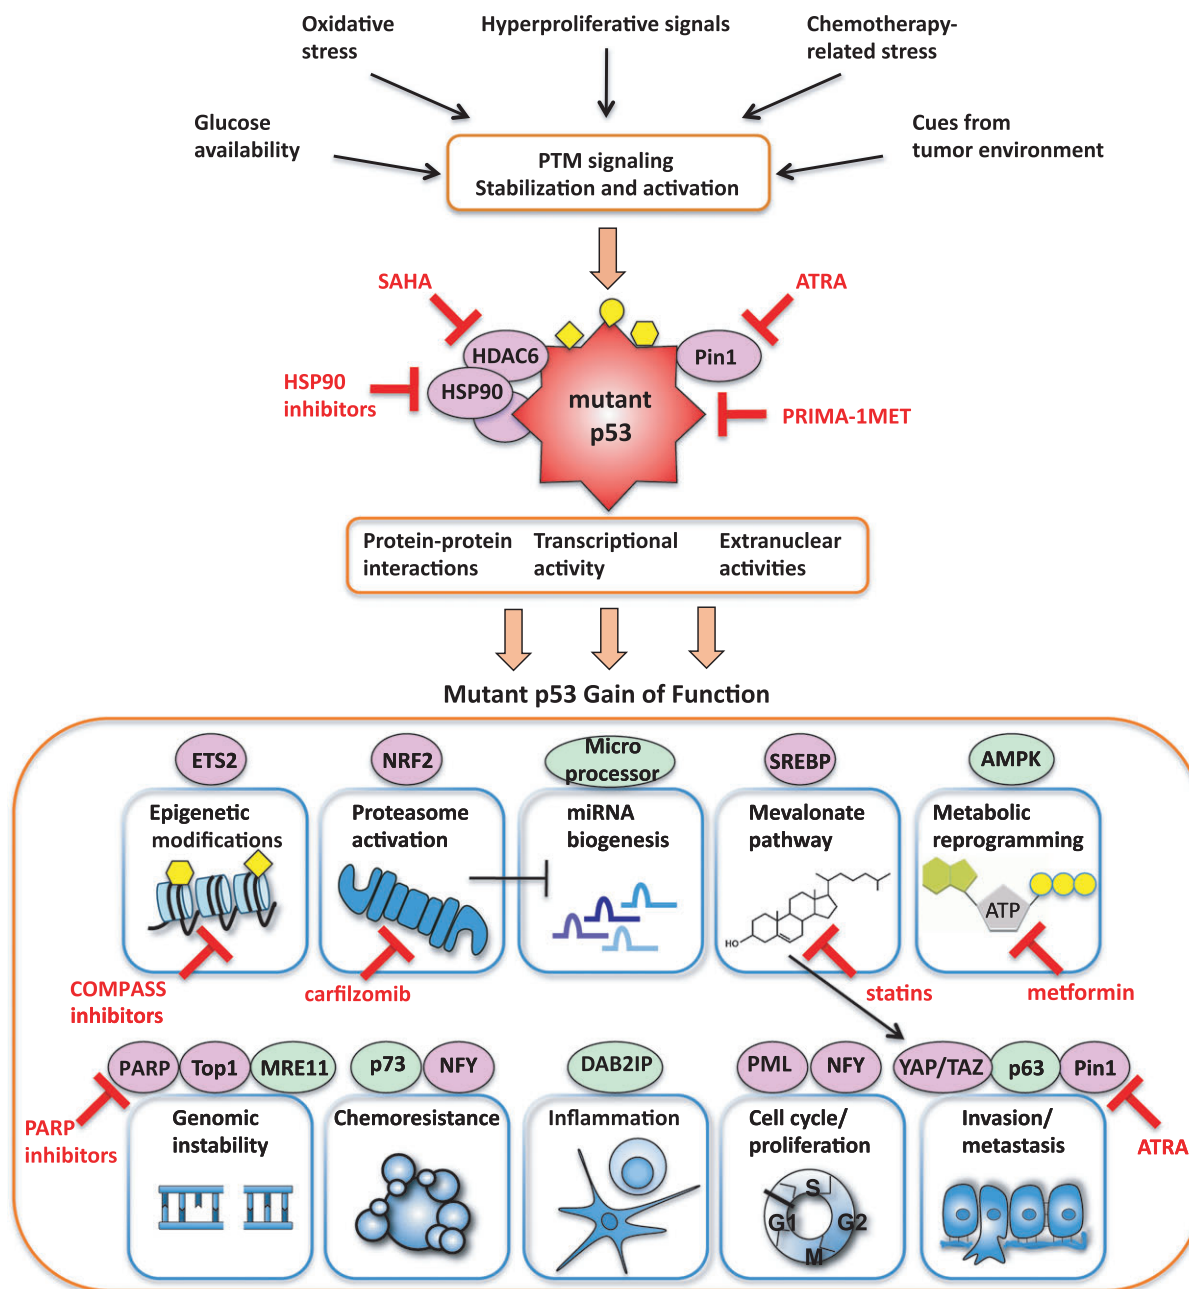 Oxidative
stress
Hyperproliferative signals
Chemotherapy-
related stress
Glucose
availability
Cues from
tumor environment
PTM signaling
Stabilization and activation
SAHA
ATRA
HDAC6
Pin1
HSP90
inhibitors
HSP90
mutant
p53
PRIMA-1MET
Protein-protein
interactions
Transcriptional
activity
Extranuclear
activities
Mutant p53 Gain of Function
ETS2
NRF2
Micro
processor
SREBP
AMPK
Epigenetic
modifications
Proteasome
activation
miRNA
biogenesis
Mevalonate
pathway
Metabolic
reprogramming
HO
ATP
COMPASS
inhibitors
carfilzomib
statins
metformin
PARP
Top1
MRE11
p73
NFY
DAB2IP
PML
NFY
YAP/TAZ
p63
Pin1
PARP
inhibitors
Genomic
instability
Chemoresistance
Inflammation
Cell cycle/
proliferation
Invasion/
metastasis
ATRA
S
G1
G2
M